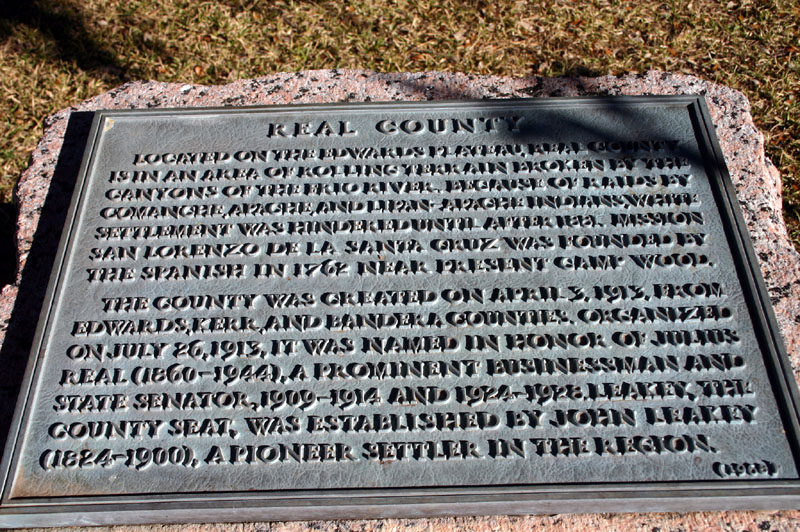 REAL COUNTY
LOCATED ON THE EDWARDS PLATEAU, REAL COUNTY
IS IN AN AREA OF ROLLING TERRAIN BROKEN BY THE
CANYONS OF THE FRIO RIVER. BECAUSE OF RAIDS BY
COMANCHE, APACHE, AND LIPAN-APACHE INDIANS, WHITE
SETTLEMENT WAS HINDERED UNTIL AFTER MISSION
SAN LORENZO DE LA SANTA CRUZ WAS FOUNDED BY
THE SPANISH IN 1762 NEAR PRESENT CAMP WOOD.
THE COUNTY WAS CREATED ON APRIL 3, 1913, FROM
EDWARDS, KERR, AND BANDERA COUNTIES. ORGANIZED
ON JULY 26, 1913, IT WAS NAMED IN HONOR OF JULIUS
REAL (1860-1944), A PROMINENT BUSINESSMAN AND
STATE SENATOR, 1909-1914 AND 1924-1928. LEAKEY, THE
COUNTY SEAT, WAS ESTABLISHED BY JOHN LEAKEY
(1824-1900), A PIONEER SETTLER IN THE REGION.